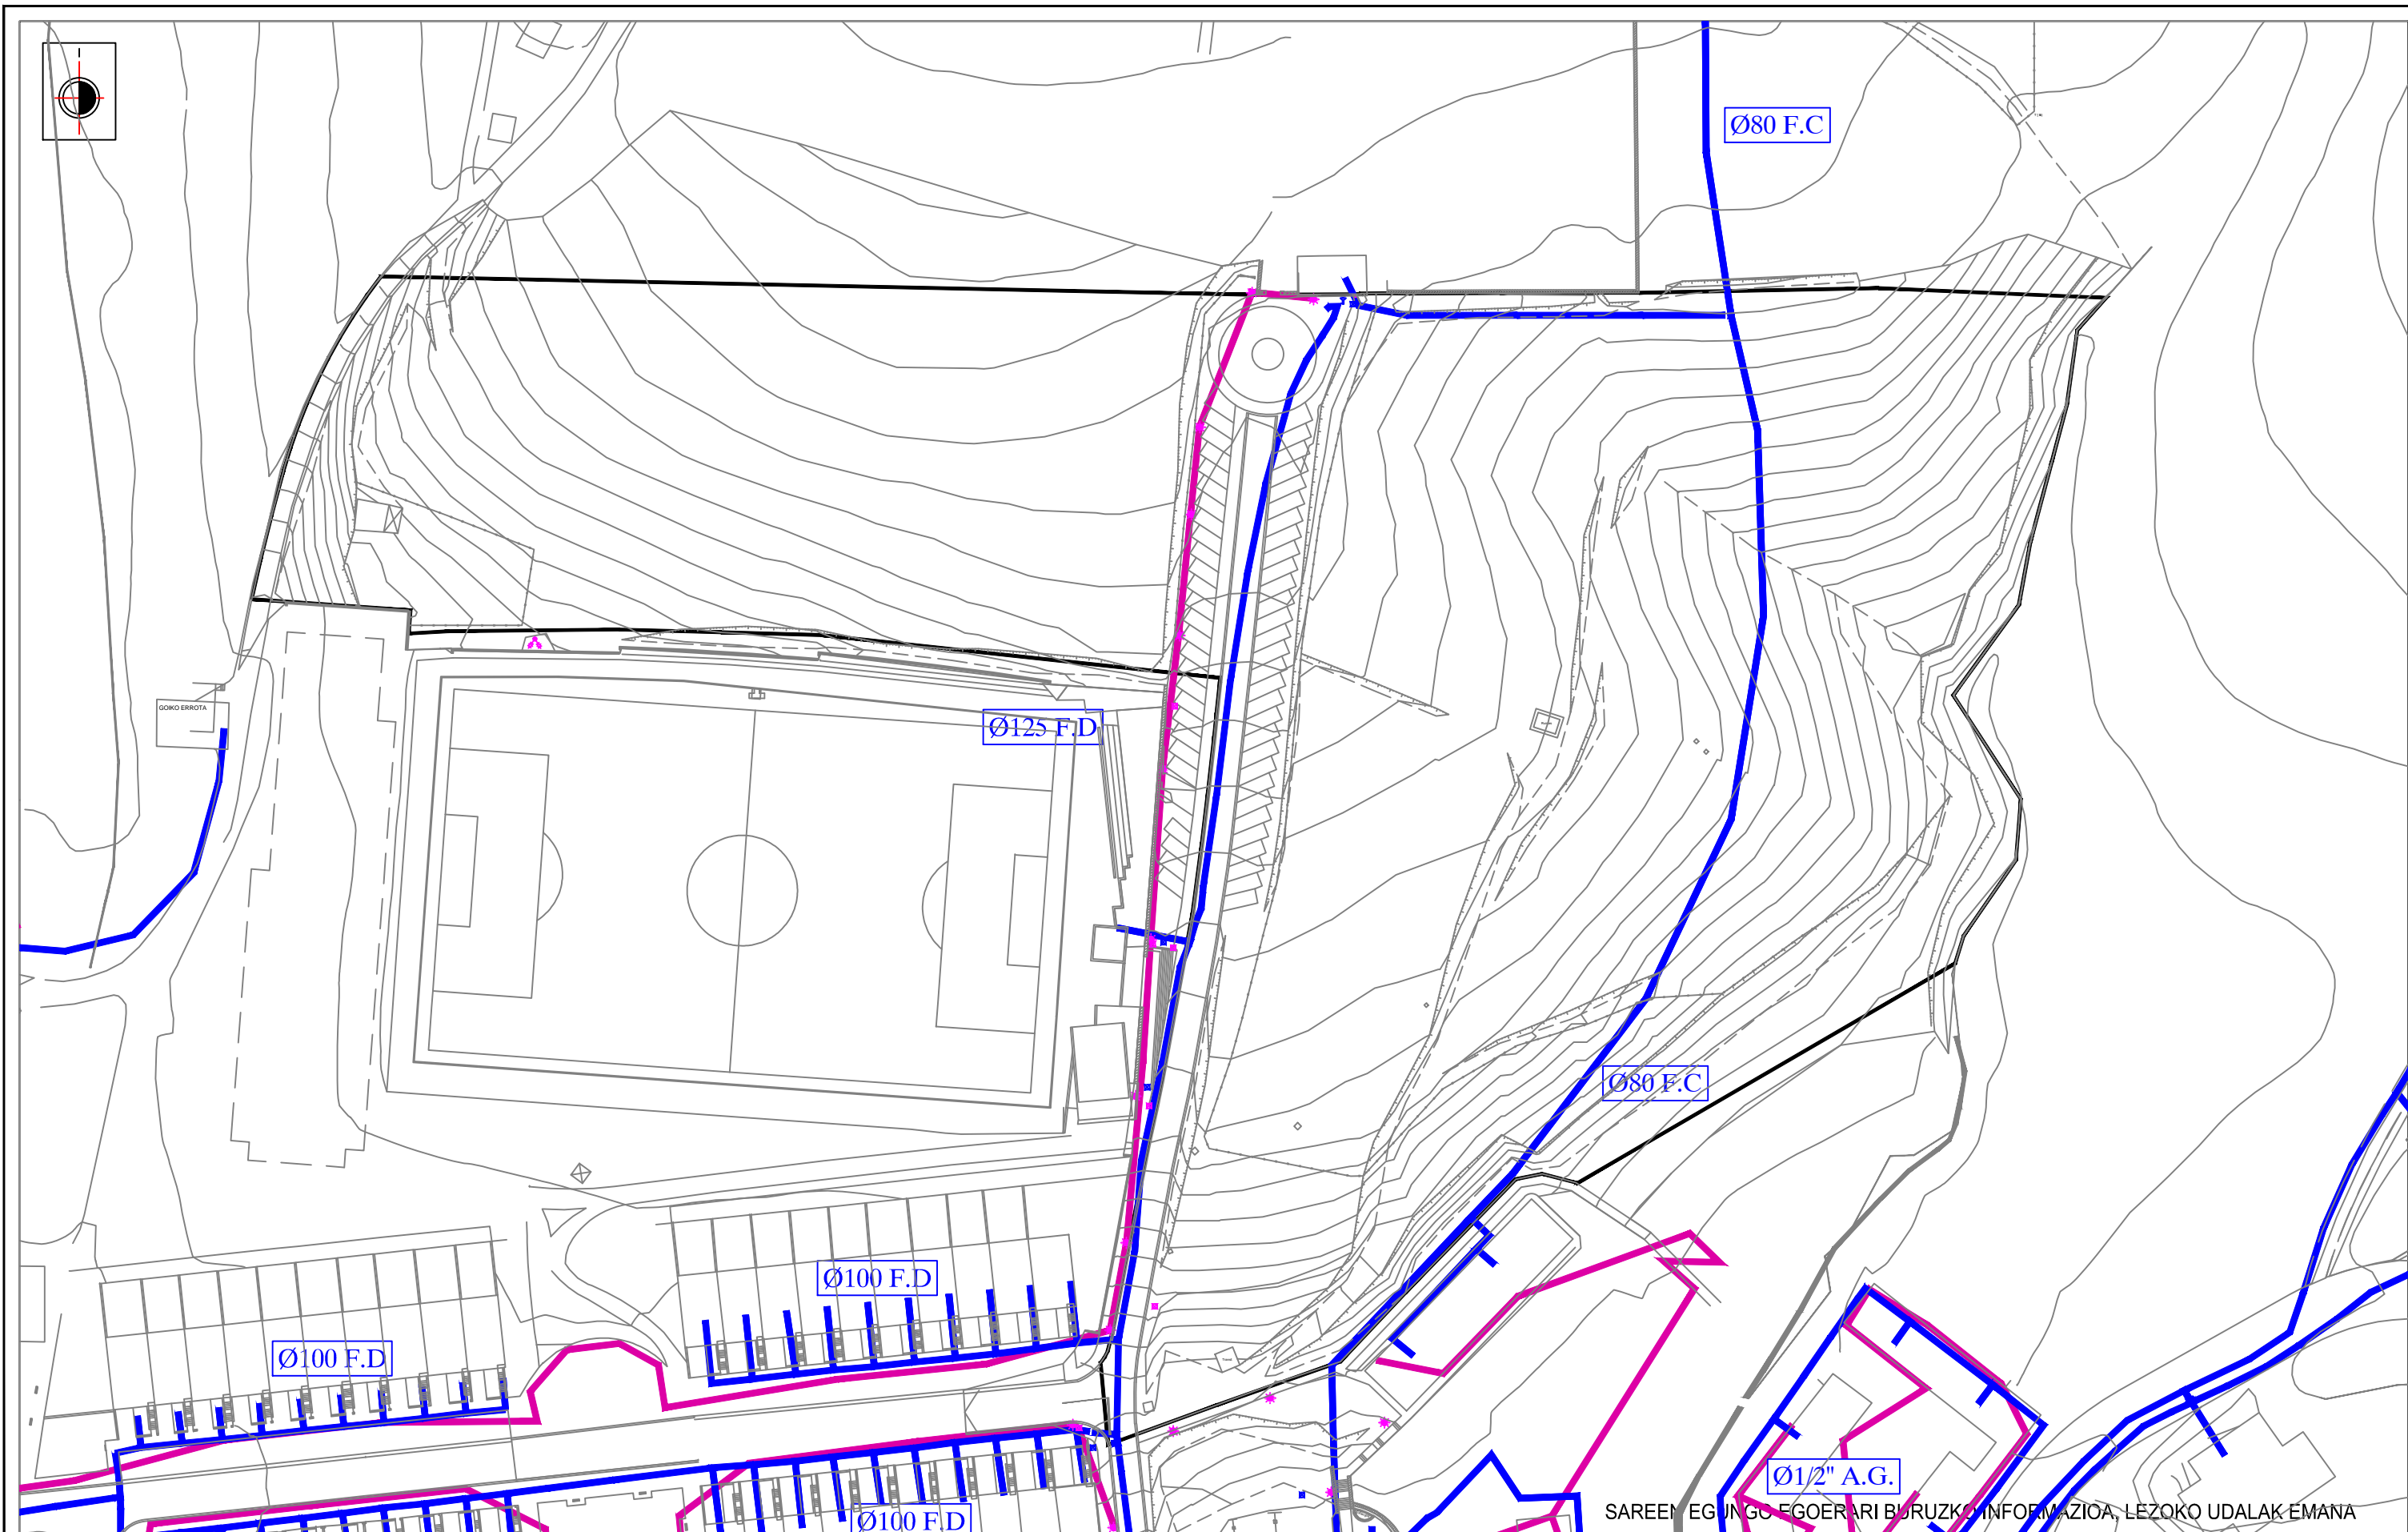 Ø80 F.C
GOIKO ERROTA
Ø125 F.D
Ø80 F.C
Ø100 F.D
Ø100 F.D
Ø1/2" A.G.
SAREEN EGUNGO EGOERARI BURUZKO INFORMAZIOA, LEZOKO UDALAK EMANA
Ø100 F.D